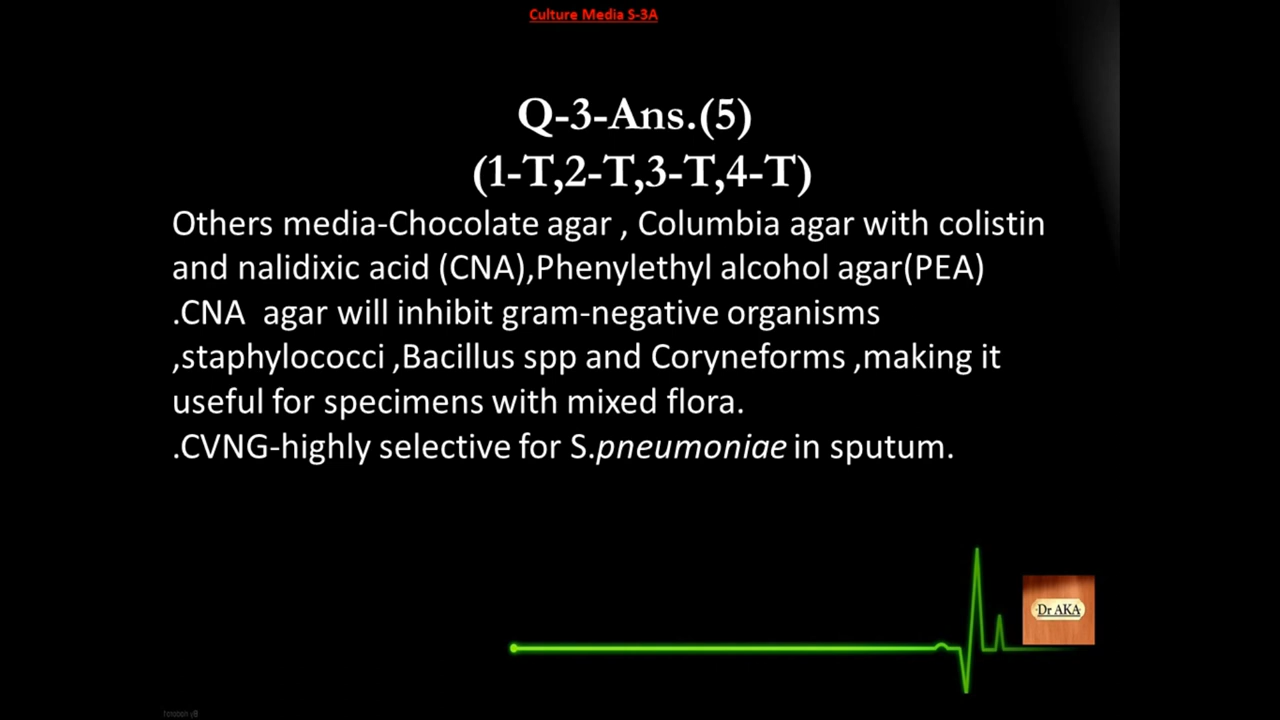 Culture Media S-3A
Q-3-Ans.(5)
(1-T,2-T,3-T,4-T)
Others media-Chocolate agar , Columbia agar with colistin
and nalidixic acid (CNA),Phenylethyl alcohol agar(PEA)
.CNA  agar will inhibit gram-negative organisms
,staphylococci ,Bacillus spp and Coryneforms ,making it
useful for specimens with mixed flora.
.CVNG-highly selective for S.pneumoniae in sputum.
Dr AKA